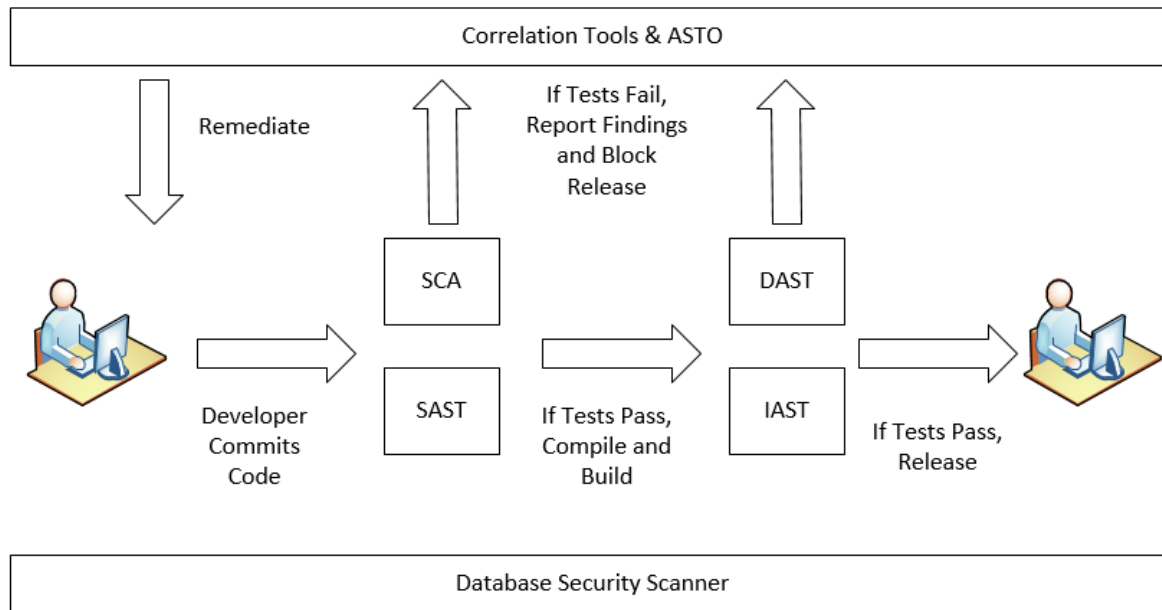 Correlation Tools & ASTO
Remediate
If Tests Fail,
Report Findings
and Block
Release
SCA
DAST
SAST
IAST
Developer
Commits
Code
If Tests Pass,
Compile and
Build
If Tests Pass,
Release
Database Security Scanner